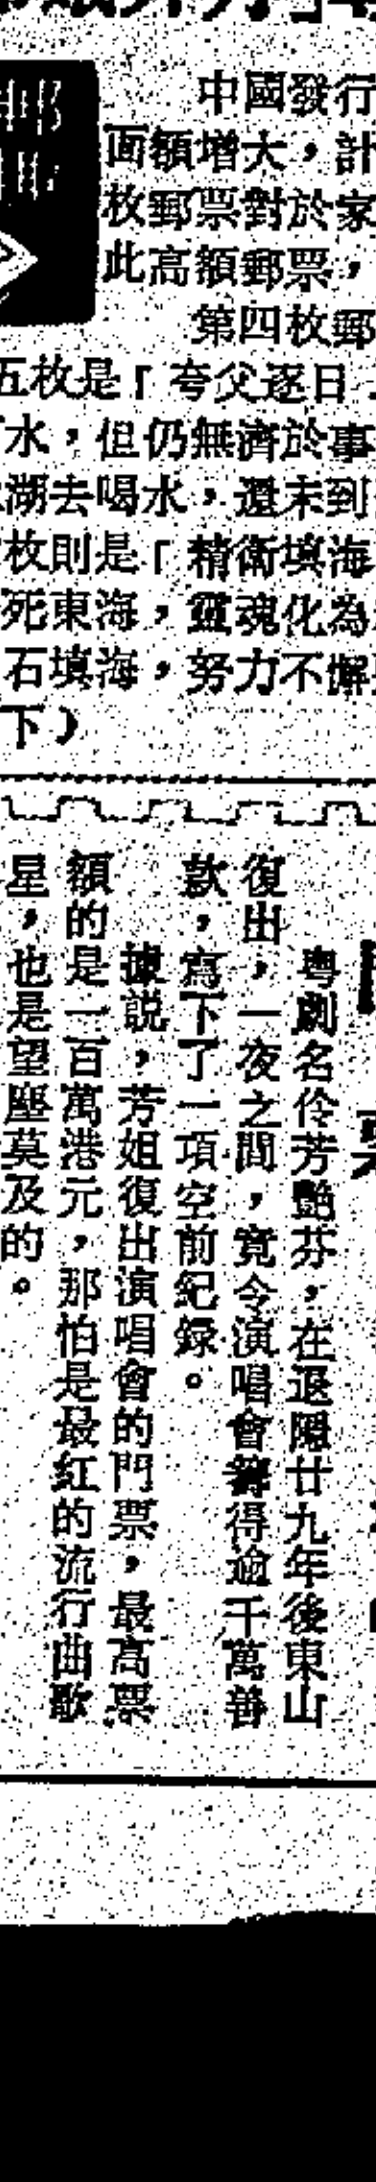 中國發行
面額增大，計
枚郵票對於家
此高額郵票，
第四枚郵
五枚是「夸父逐日
水，但仍無濟於事
湖去喝水，還未到
枚則是「精衛填海
死東海，靈魂化為
石填海，努力不懈
下）
粵劇名伶芳艷芬，在退隱廿九年後東山
復出，一夜之間，竟令演唱會籌得逾千萬善
款，寫下了一項空前紀錄。
據說，芳姐復出演唱會的門票，最高票
額的是一百萬港元，那怕是最紅的流行曲歌
星，也是望塵莫及的。